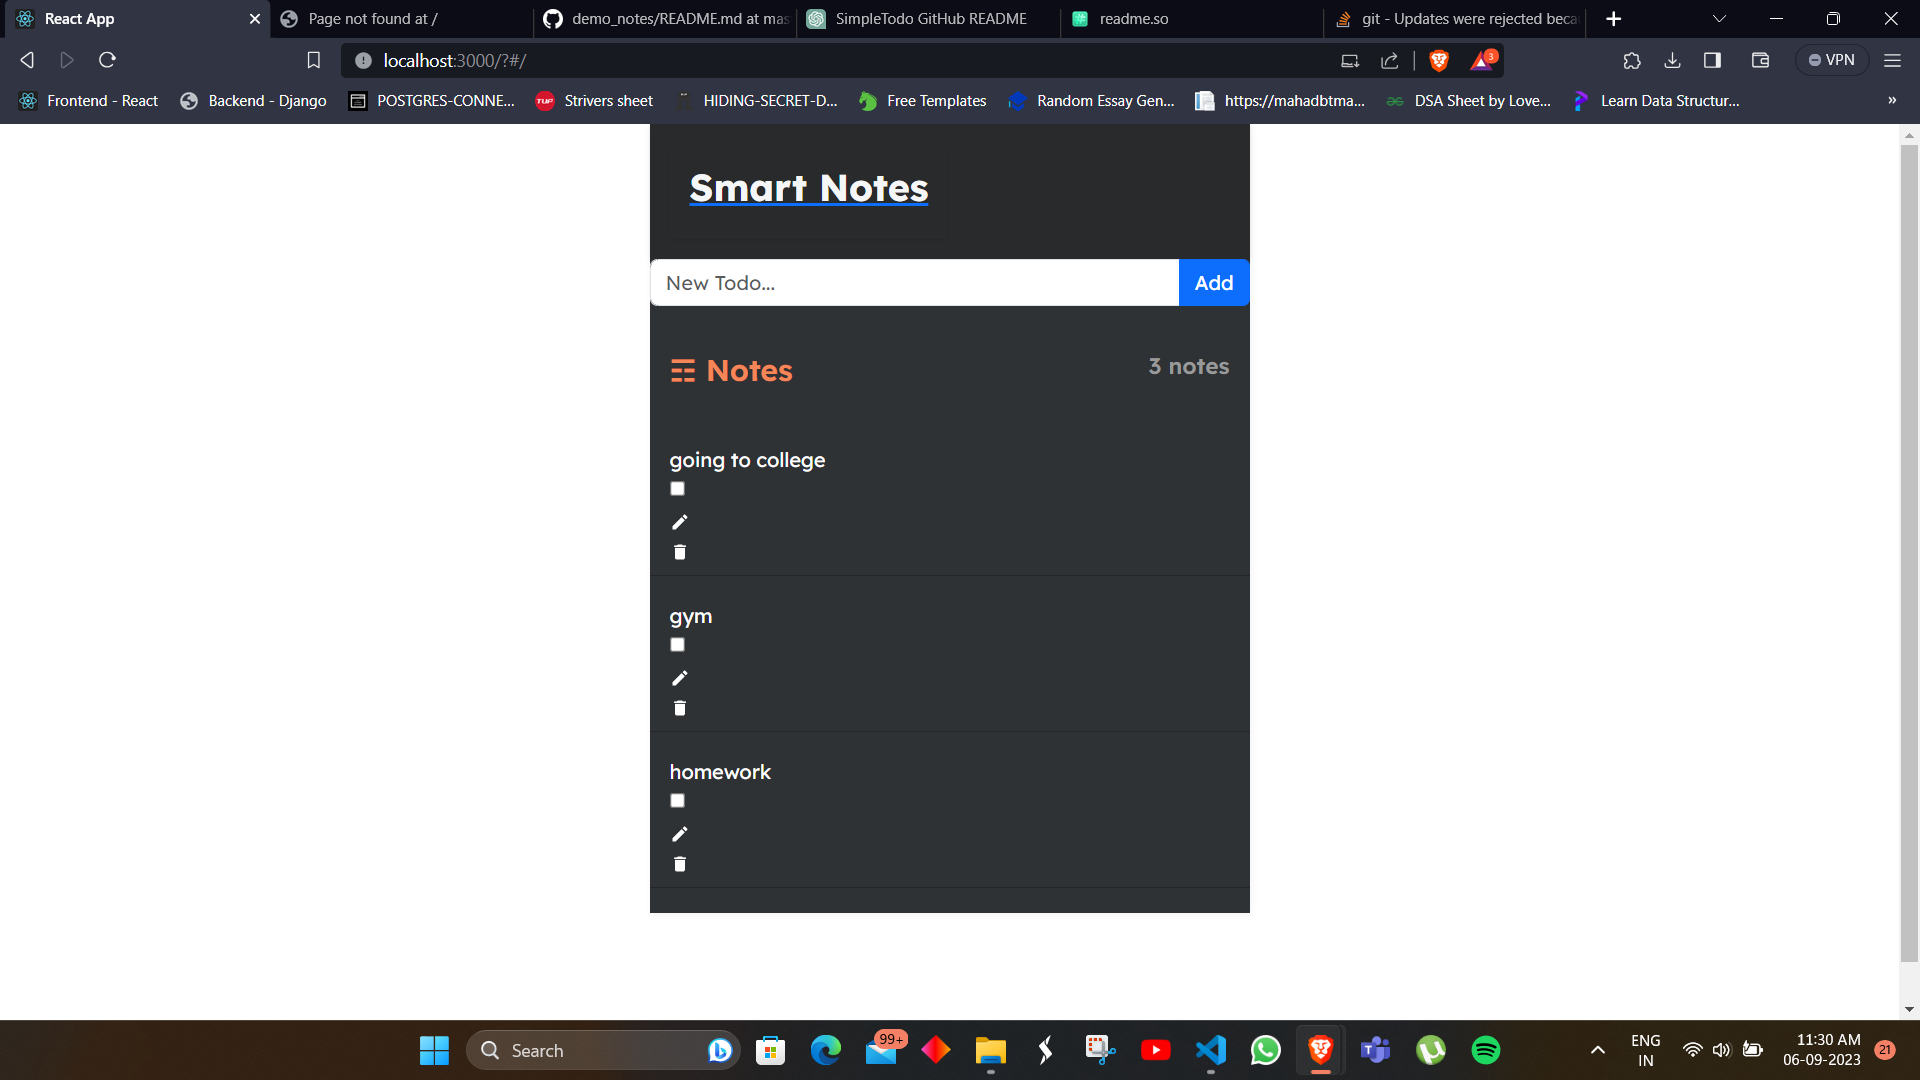 React App
Page not found at /
demo_notes/README.md at mas
SimpleTodo GitHub README
readme.so
git - Updates were rejected beca
localhost:3000/?#/
3
VPN
Frontend - React
Backend - Django
POSTGRES-CONNE...
TUF
Strivers sheet
HIDING-SECRET-D...
Free Templates
Random Essay Gen...
https://mahadbtma...
DSA Sheet by Love...
Learn Data Structur...
»
Smart Notes
New Todo...
Add
Notes
3 notes
going to college
gym
homework
Search
99+
ENG
IN
11:30 AM
06-09-2023
21